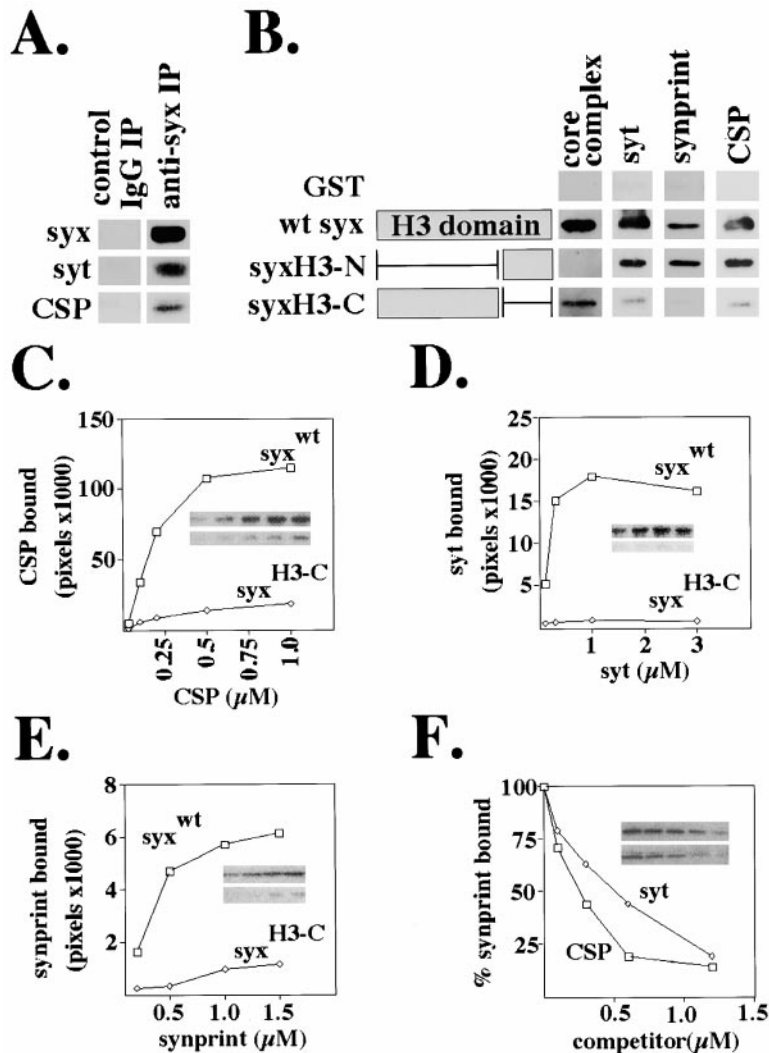 A.
control
IgG IP
anti-syx IP
syx
syt
CSP
B.
core
complex
syt
synprint
CSP
GST
wt syx
H3 domain
syxH3-N
syxH3-C
C.
CSP bound
(pixels x1000)
150
100
50
syx wt
syx H3-C
0.25
0.5
0.75
1.0
CSP (µM)
D.
syt bound
(pixels x1000)
25
20
15
10
5
syx wt
syx H3-C
1
2
3
syt (µM)
E.
synprint bound
(pixels x1000)
8
6
4
2
syx wt
syx H3-C
0.5
1.0
1.5
synprint (µM)
F.
% synprint bound
100
75
50
25
syt
CSP
0.5
1.0
1.5
competitor(µM)